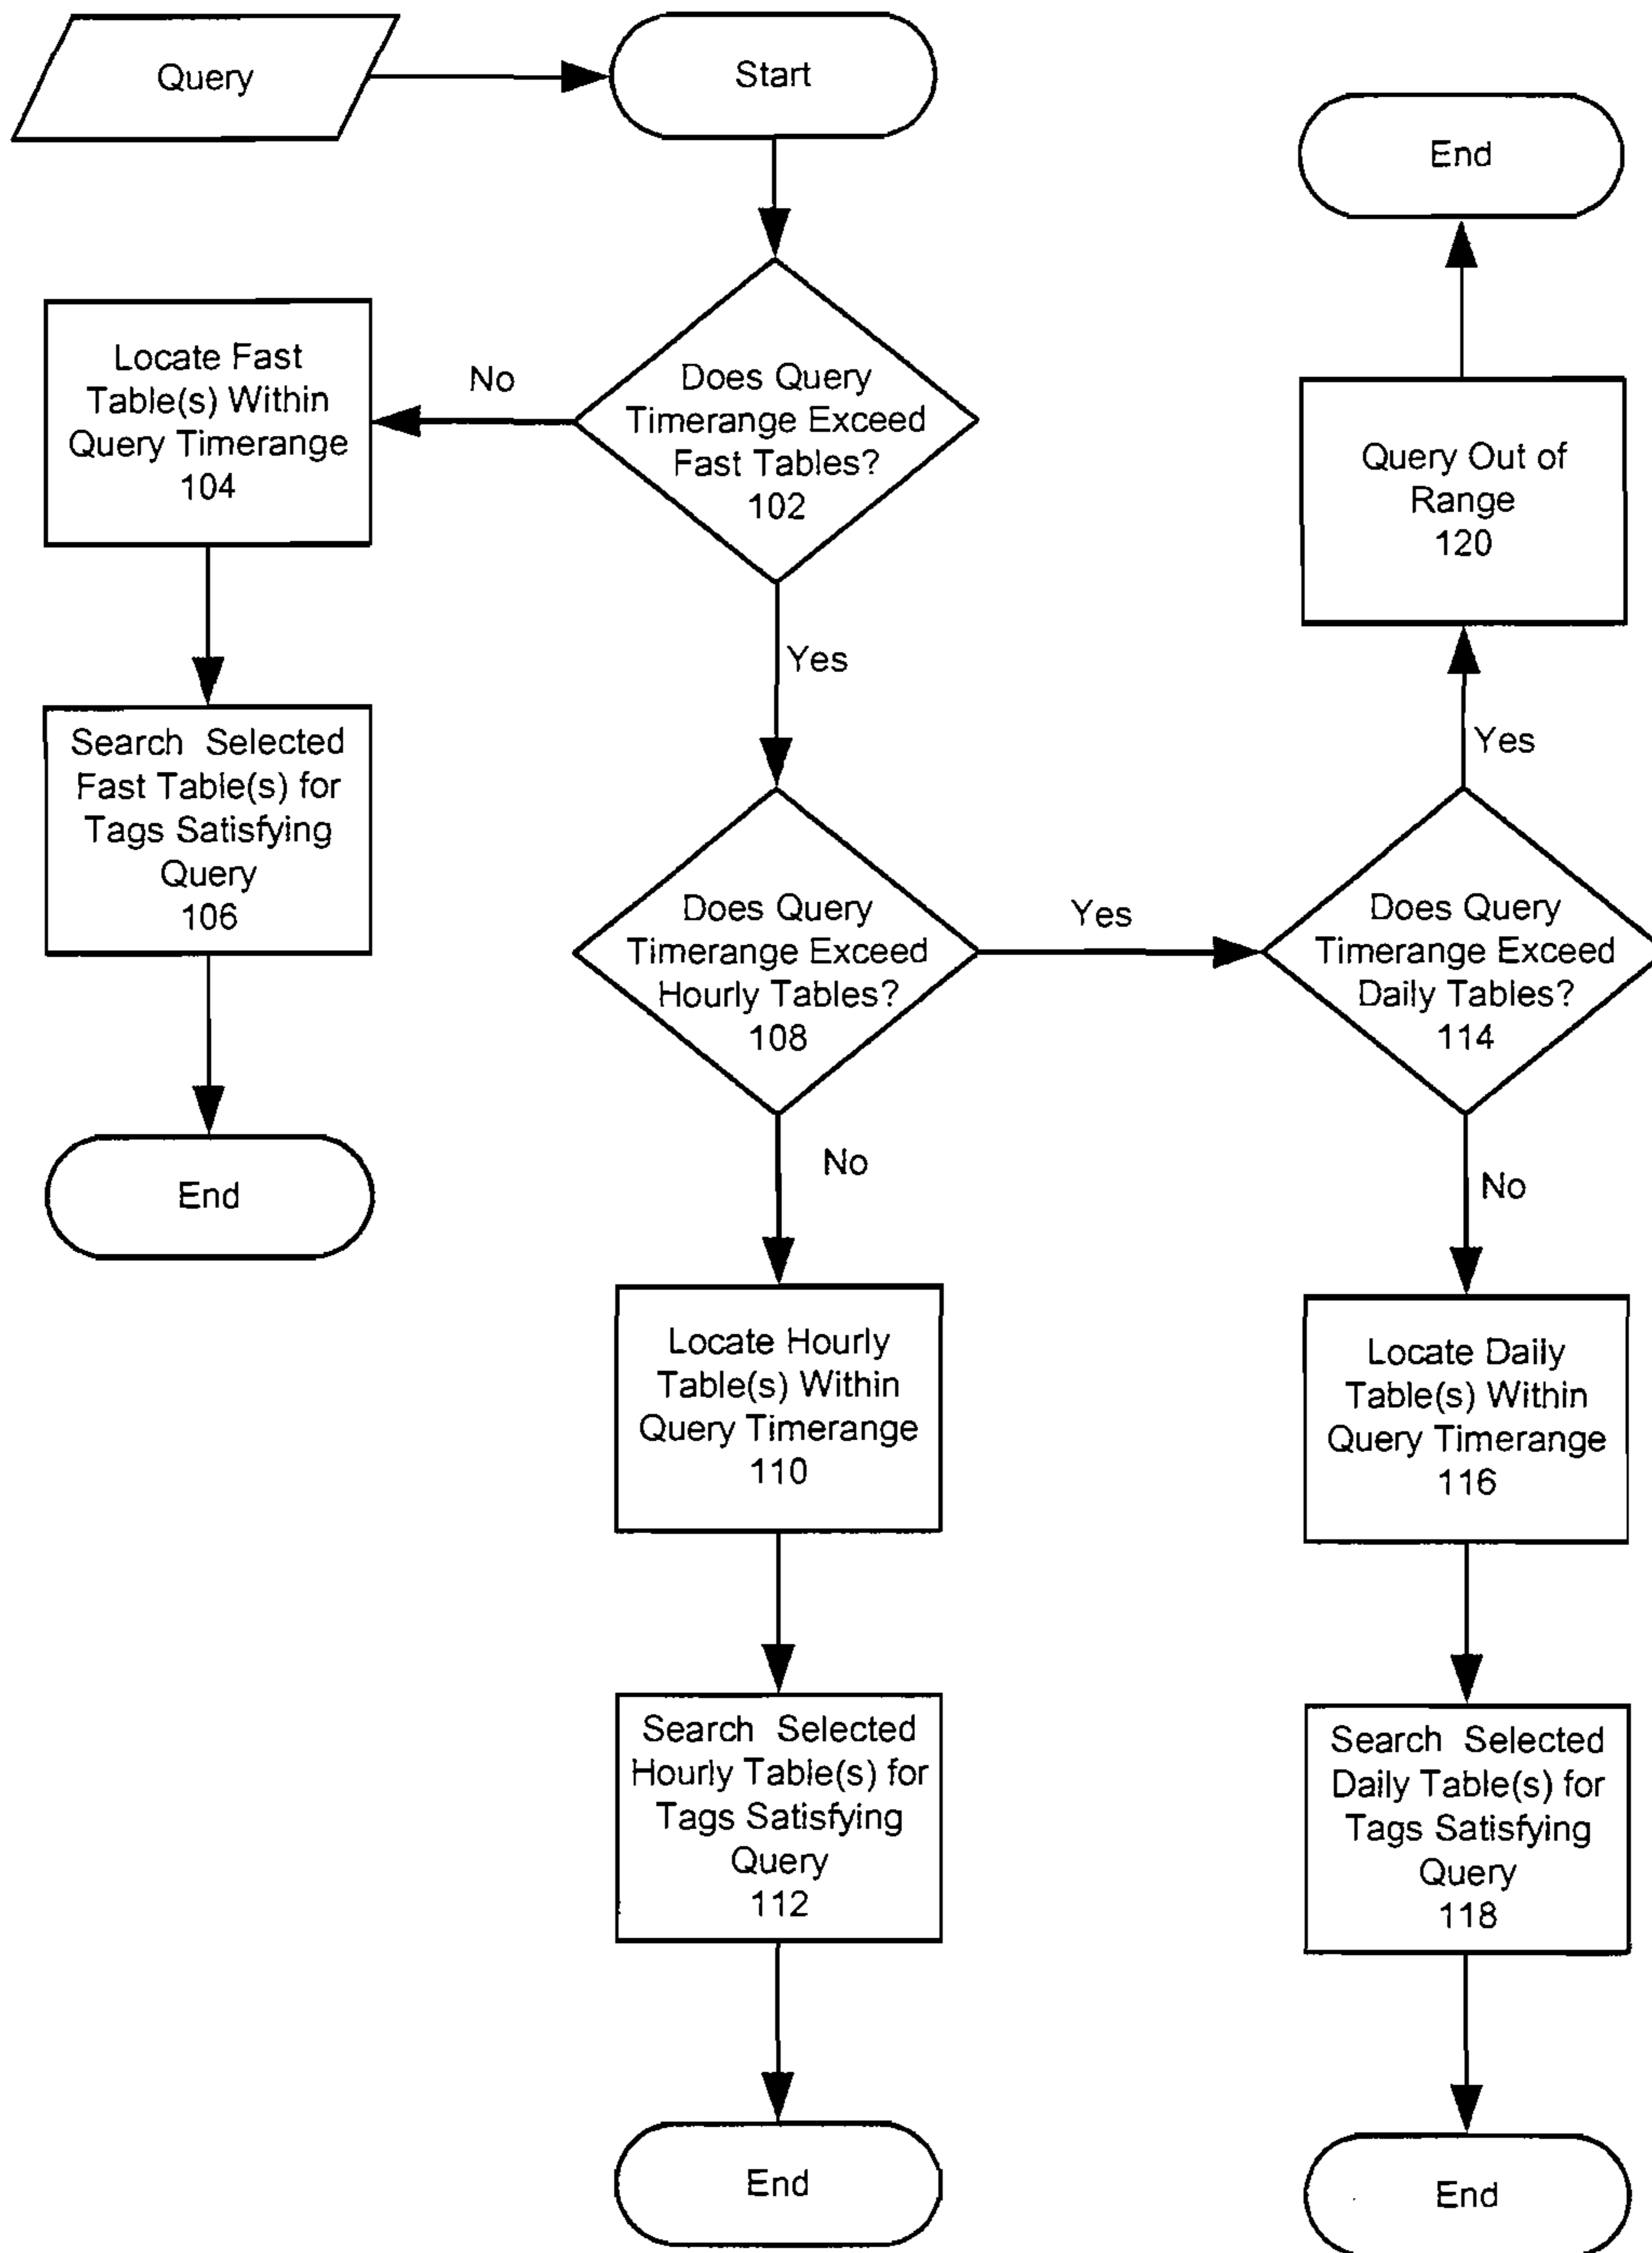 Query
Start
End
Does Query
Timerange Exceed
Fast Tables?
102
No
Locate Fast
Table(s) Within
Query Timerange
104
Search Selected
Fast Table(s) for
Tags Satisfying
Query
106
End
Yes
Does Query
Timerange Exceed
Hourly Tables?
108
Yes
Does Query
Timerange Exceed
Daily Tables?
114
Yes
Query Out of
Range
120
No
Locate Hourly
Table(s) Within
Query Timerange
110
Search Selected
Hourly Table(s) for
Tags Satisfying
Query
112
End
No
Locate Daily
Table(s) Within
Query Timerange
116
Search Selected
Daily Table(s) for
Tags Satisfying
Query
118
End